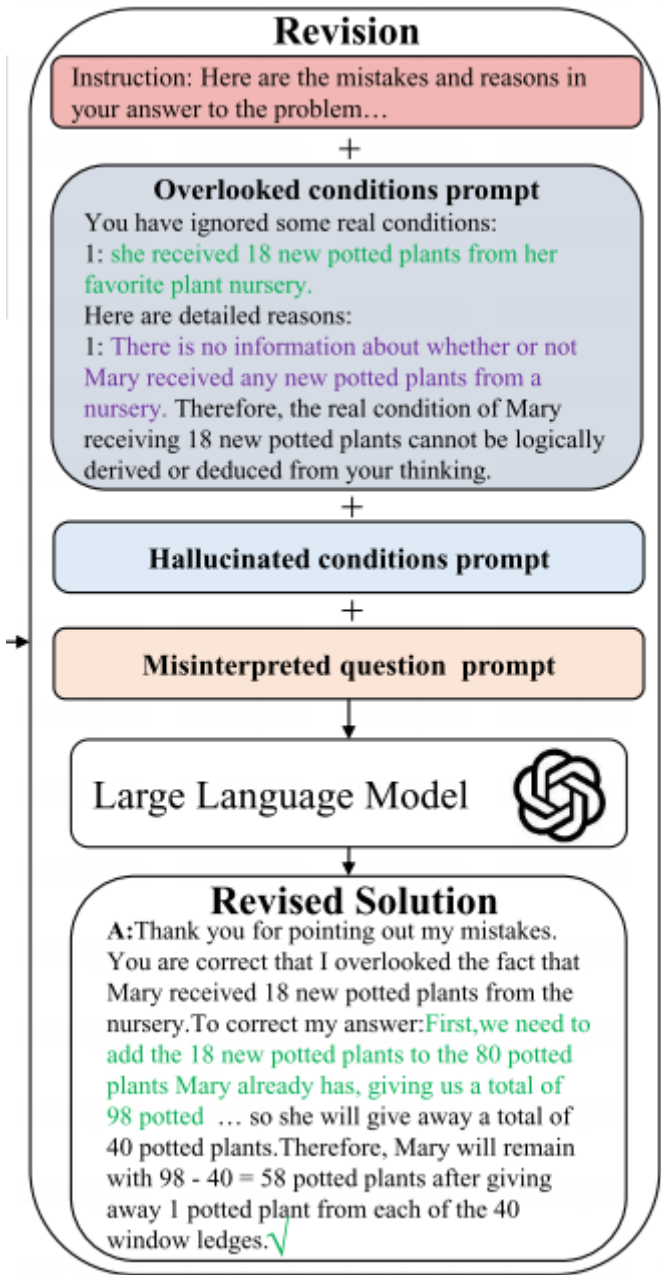 Revision
Instruction: Here are the mistakes and reasons in
your answer to the problem…
+
Overlooked conditions prompt
You have ignored some real conditions:
1: she received 18 new potted plants from her
favorite plant nursery.
Here are detailed reasons:
1: There is no information about whether or not
Mary received any new potted plants from a
nursery. Therefore, the real condition of Mary
receiving 18 new potted plants cannot be logically
derived or deduced from your thinking.
+
Hallucinated conditions prompt
+
Misinterpreted question prompt
Large Language Model
Revised Solution
A:Thank you for pointing out my mistakes.
You are correct that I overlooked the fact that
Mary received 18 new potted plants from the
nursery.To correct my answer:First,we need to
add the 18 new potted plants to the 80 potted
plants Mary already has, giving us a total of
98 potted … so she will give away a total of
40 potted plants.Therefore, Mary will remain
with 98 - 40 = 58 potted plants after giving
away 1 potted plant from each of the 40
window ledges.√